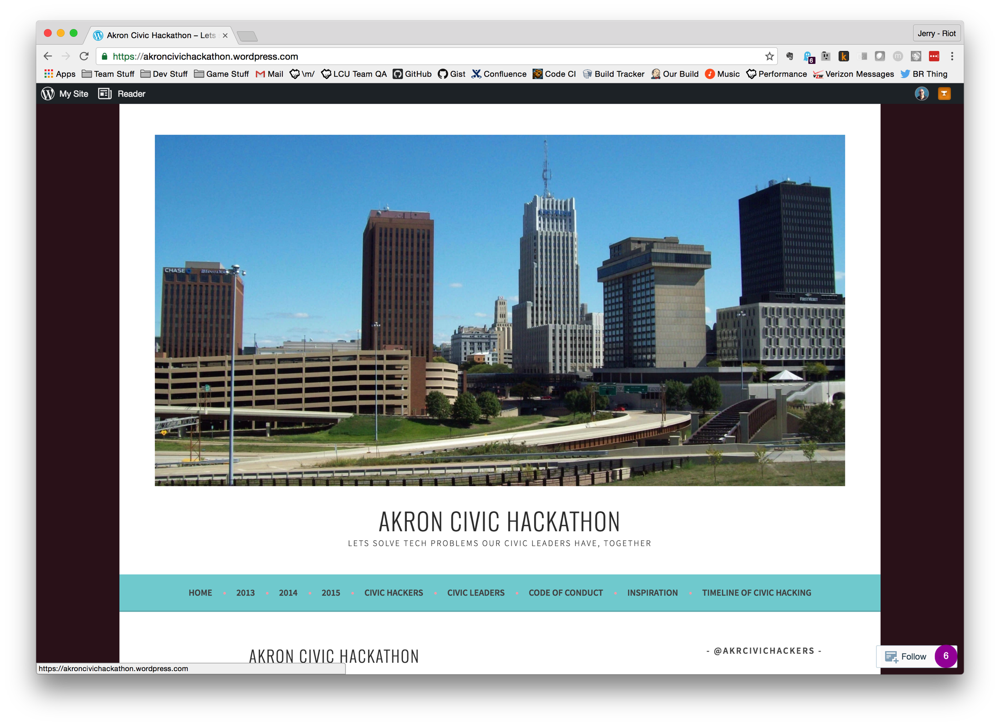 Akron Civic Hackathon – Lets
Jerry - Riot
https://akroncivichackathon.wordpress.com
6
Apps Team Stuff Dev Stuff Game Stuff Mail \m/ LCU Team QA GitHub Gist Confluence Code CI Build Tracker Our Build Music Performance Verizon Messages BR Thing
My Site Reader
FIRSTMERIT
CHASE
AKRON CIVIC HACKATHON
LETS SOLVE TECH PROBLEMS OUR CIVIC LEADERS HAVE, TOGETHER
HOME • 2013 • 2014 • 2015 • CIVIC HACKERS • CIVIC LEADERS • CODE OF CONDUCT • INSPIRATION • TIMELINE OF CIVIC HACKING
AKRON CIVIC HACKATHON
- @AKRCIVICHACKERS -
Follow 6
https://akroncivichackathon.wordpress.com